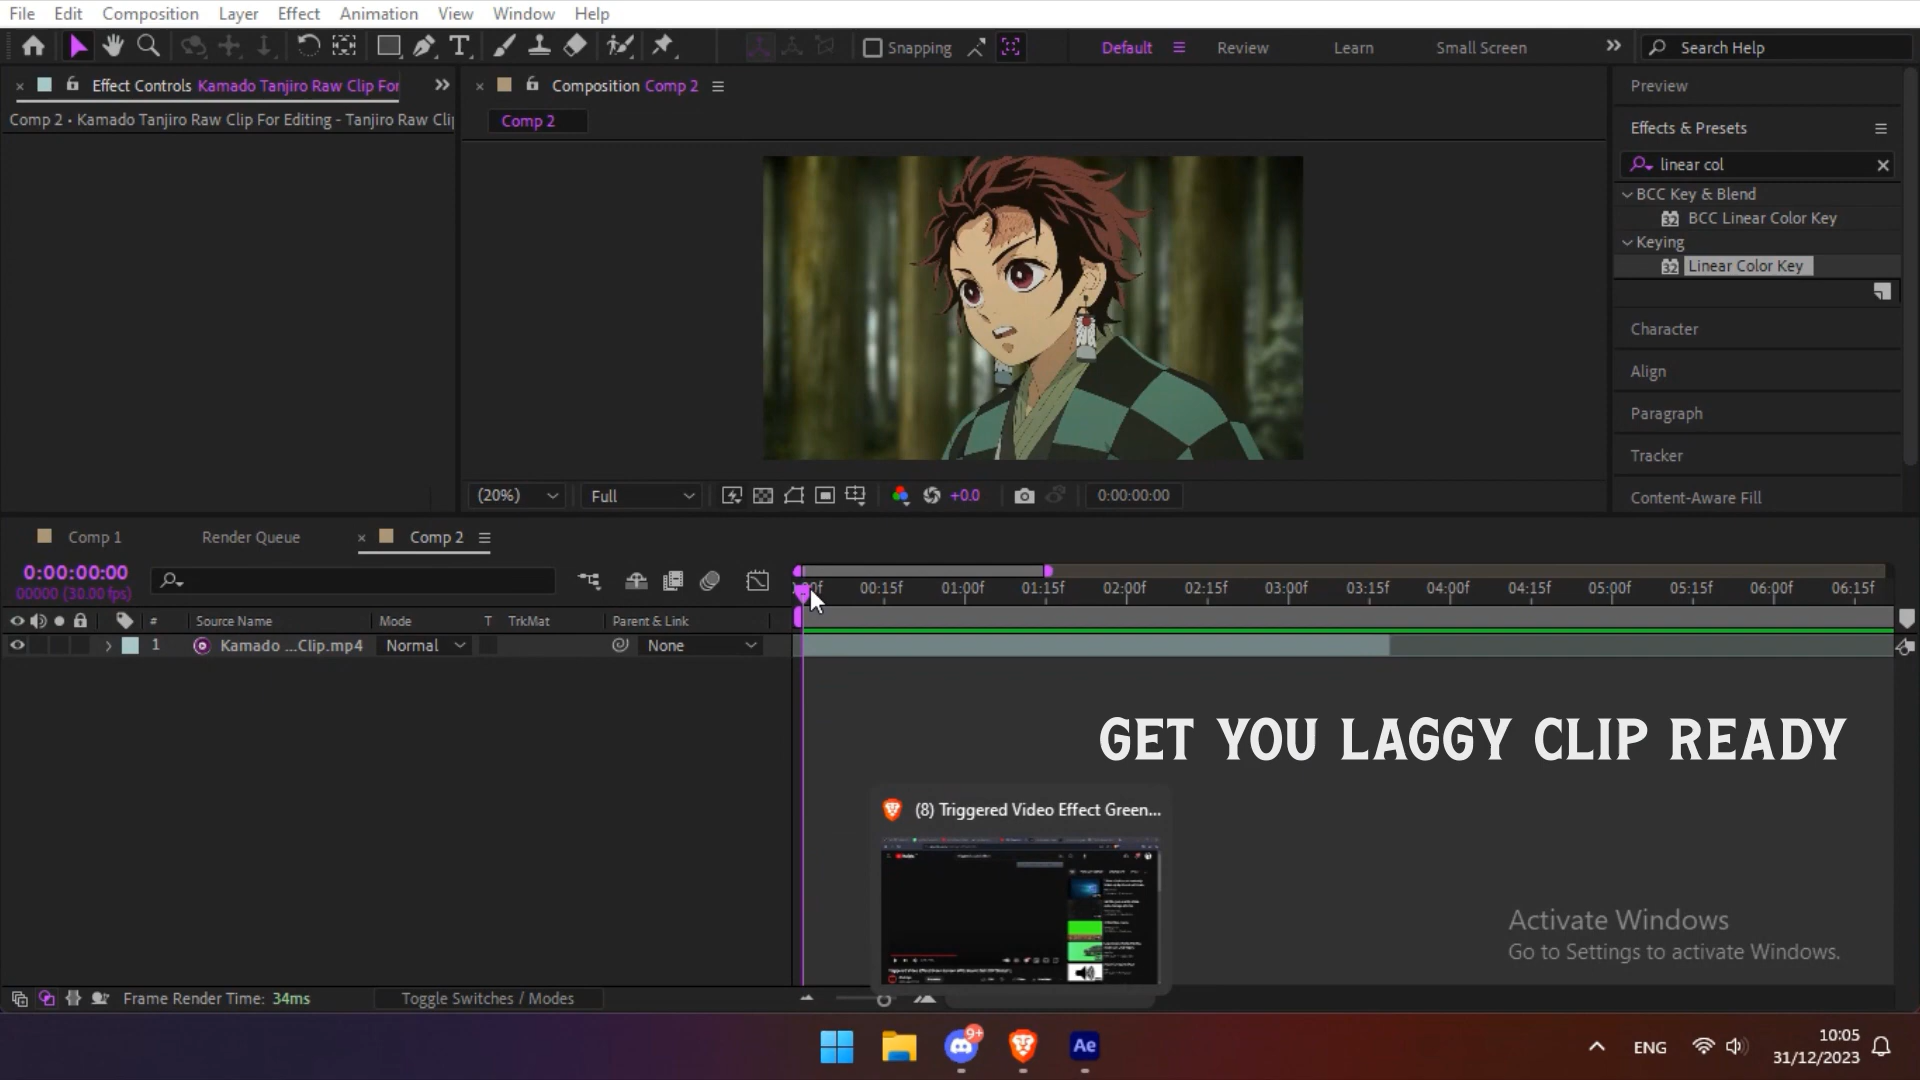 File Edit Composition Layer Effect Animation View Window Help
Snapping Default Review Learn Small Screen Search Help
Effect Controls Kamado Tanjiro Raw Clip For
Composition Comp 2
Preview
Comp 2 • Kamado Tanjiro Raw Clip For Editing - Tanjiro Raw Cli
Comp 2
Effects & Presets
linear col
BCC Key & Blend
32 BCC Linear Color Key
Keying
32 Linear Color Key
Character
Align
Paragraph
Tracker
Content-Aware Fill
(20%) Full +0.0 0:00:00:00
Comp 1 Render Queue Comp 2
0:00:00:00
00000 (30.00 fps)
00:15f 01:00f 01:15f 02:00f 02:15f 03:00f 03:15f 04:00f 04:15f 05:00f 05:15f 06:00f 06:15f
# Source Name Mode T TrkMat Parent & Link
1 Kamado ...Clip.mp4 Normal None
GET YOU LAGGY CLIP READY
(8) Triggered Video Effect Green...
Activate Windows
Go to Settings to activate Windows.
Frame Render Time: 34ms Toggle Switches / Modes
9+ Ae ENG 10:05
31/12/2023